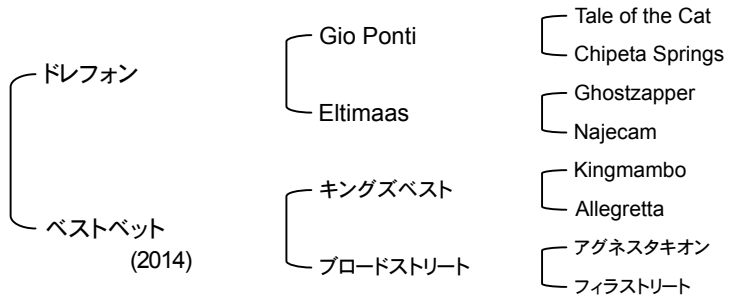 ドレフォン
ベストベット
(2014)
Gio Ponti
Eltimaas
キングズベスト
ブロードストリート
Tale of the Cat
Chipeta Springs
Ghostzapper
Najecam
Kingmambo
Allegretta
アグネスタキオン
フィラストリート